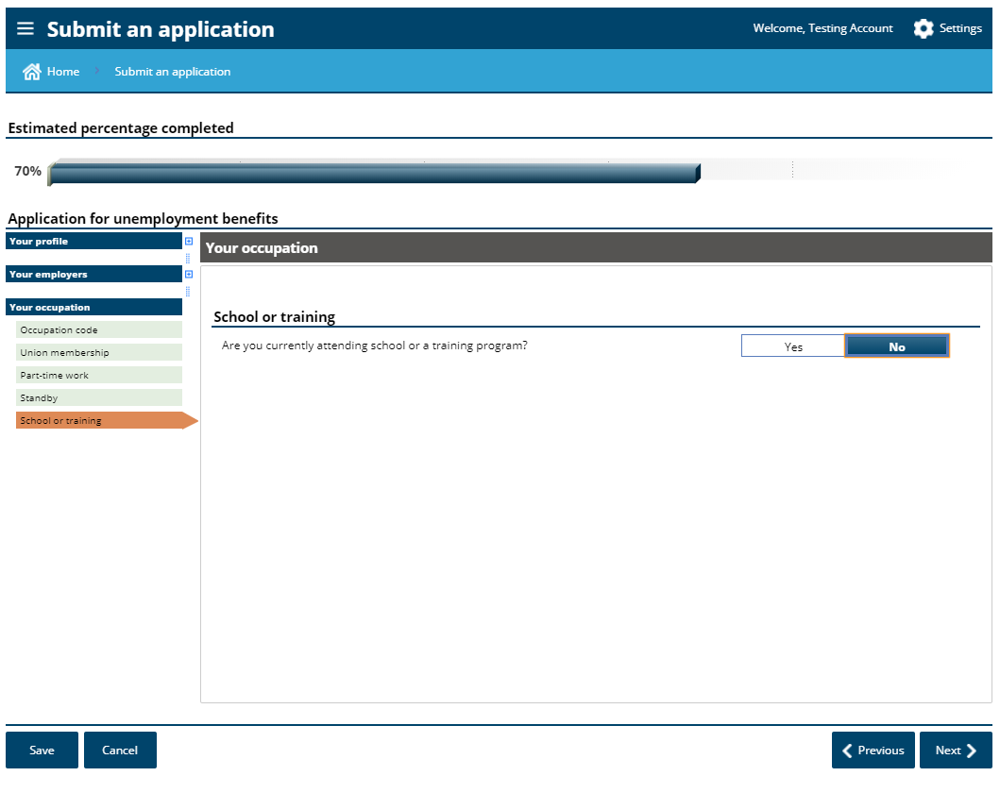 Submit an application
Welcome, Testing Account
Settings
Home
Submit an application
Estimated percentage completed
70%
Application for unemployment benefits
Your profile
Your employers
Your occupation
Occupation code
Union membership
Part-time work
Standby
School or training
Your occupation
School or training
Are you currently attending school or a training program?
Yes
No
Save
Cancel
Previous
Next